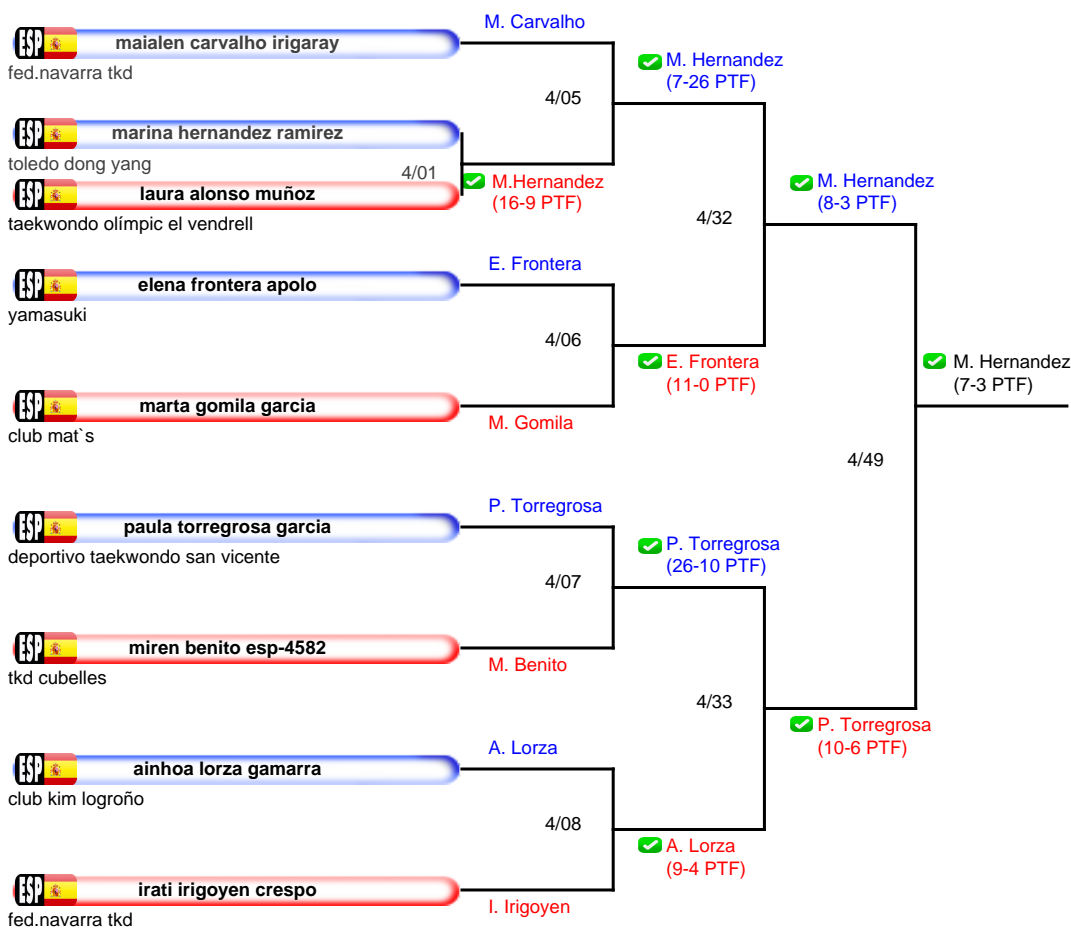 M. Carvalho
ESP maialen carvalho irigaray
fed.navarra tkd
M. Hernandez
(7-26 PTF)
4/05
ESP marina hernandez ramirez
toledo dong yang
4/01
M.Hernandez
(16-9 PTF)
ESP laura alonso muñoz
taekwondo olímpic el vendrell
M. Hernandez
(8-3 PTF)
4/32
E. Frontera
ESP elena frontera apolo
yamasuki
4/06
E. Frontera
(11-0 PTF)
M. Hernandez
(7-3 PTF)
ESP marta gomila garcia
club mat`s
M. Gomila
4/49
P. Torregrosa
ESP paula torregrosa garcia
deportivo taekwondo san vicente
P. Torregrosa
(26-10 PTF)
4/07
ESP miren benito esp-4582
tkd cubelles
M. Benito
4/33
P. Torregrosa
(10-6 PTF)
A. Lorza
ESP ainhoa lorza gamarra
club kim logroño
4/08
A. Lorza
(9-4 PTF)
ESP irati irigoyen crespo
fed.navarra tkd
I. Irigoyen